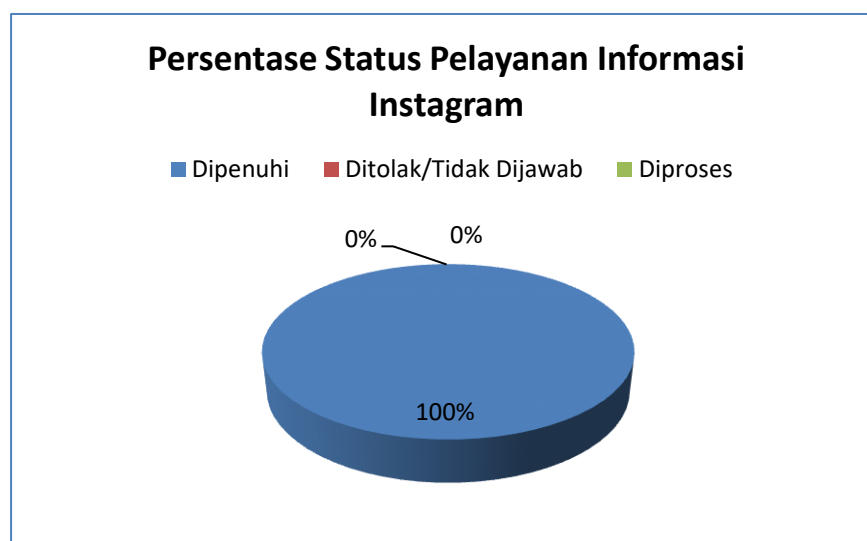 Persentase Status Pelayanan Informasi
Instagram
Dipenuhi Ditolak/Tidak Dijawab Diproses
0% 0%
100%